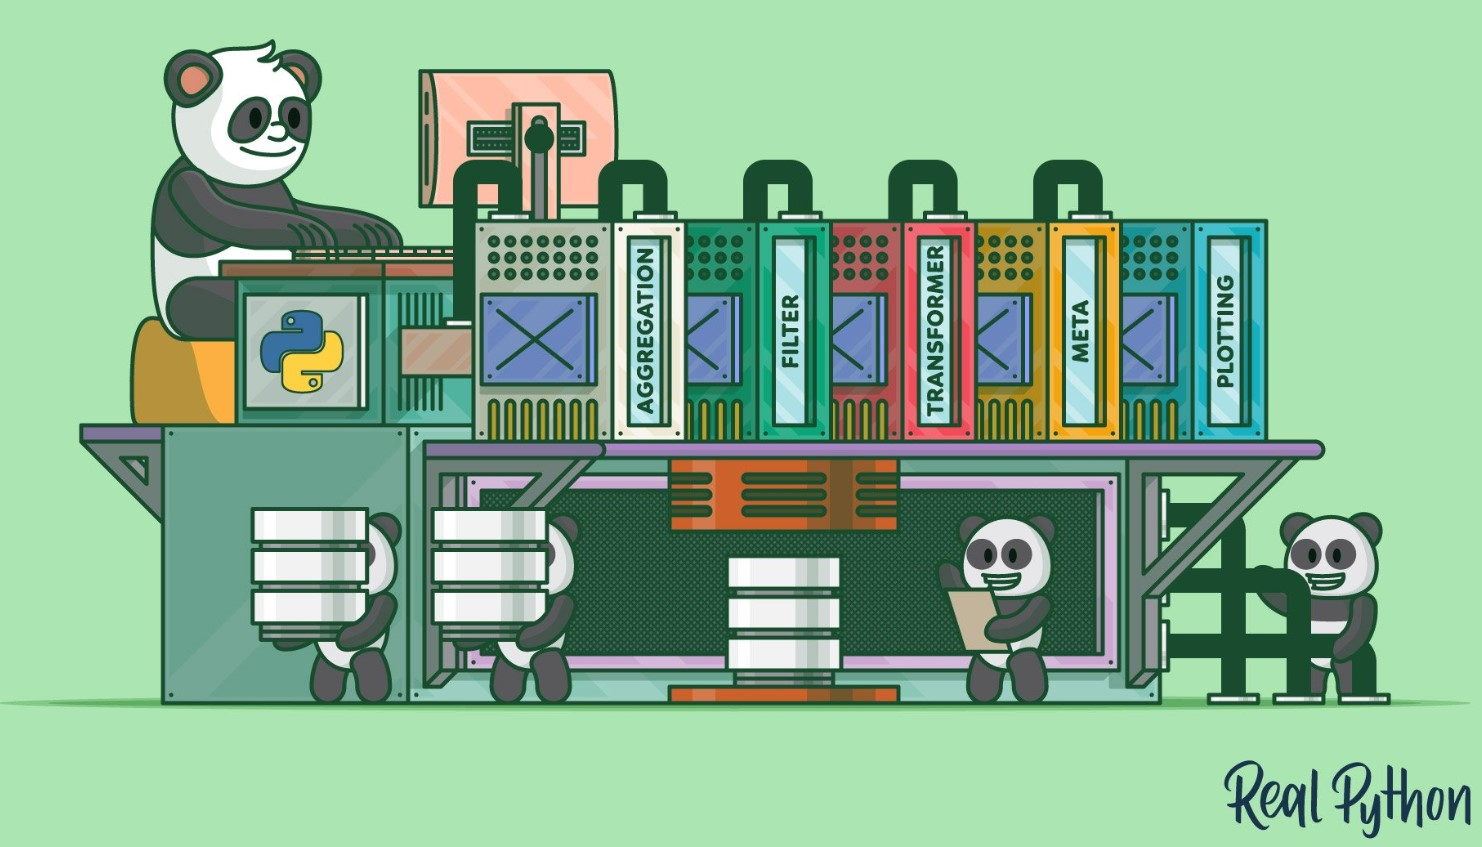 AGGREGATION
FILTER
TRANSFORMER
META
PLOTTING
Real Python